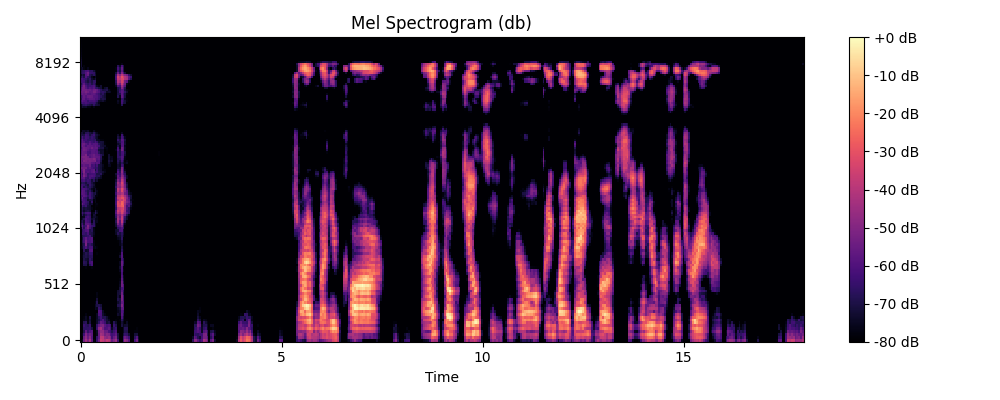 Mel Spectrogram (db)
Hz
8192
4096
2048
1024
512
0
0 5 10 15
Time
+0 dB
-10 dB
-20 dB
-30 dB
-40 dB
-50 dB
-60 dB
-70 dB
-80 dB